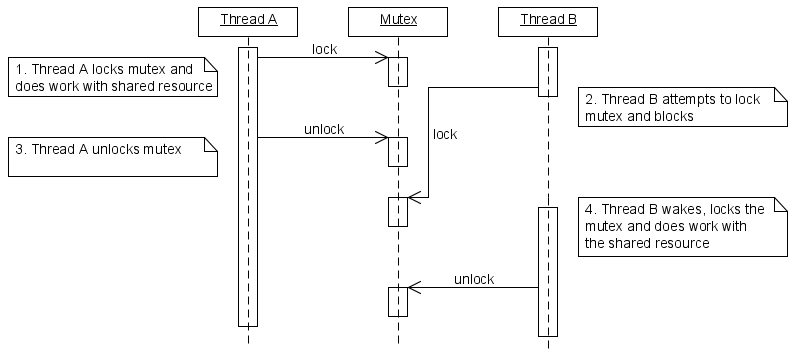 Thread A
Mutex
Thread B
lock
1. Thread A locks mutex and
does work with shared resource
2. Thread B attempts to lock
mutex and blocks
unlock
lock
3. Thread A unlocks mutex
4. Thread B wakes, locks the
mutex and does work with
the shared resource
unlock